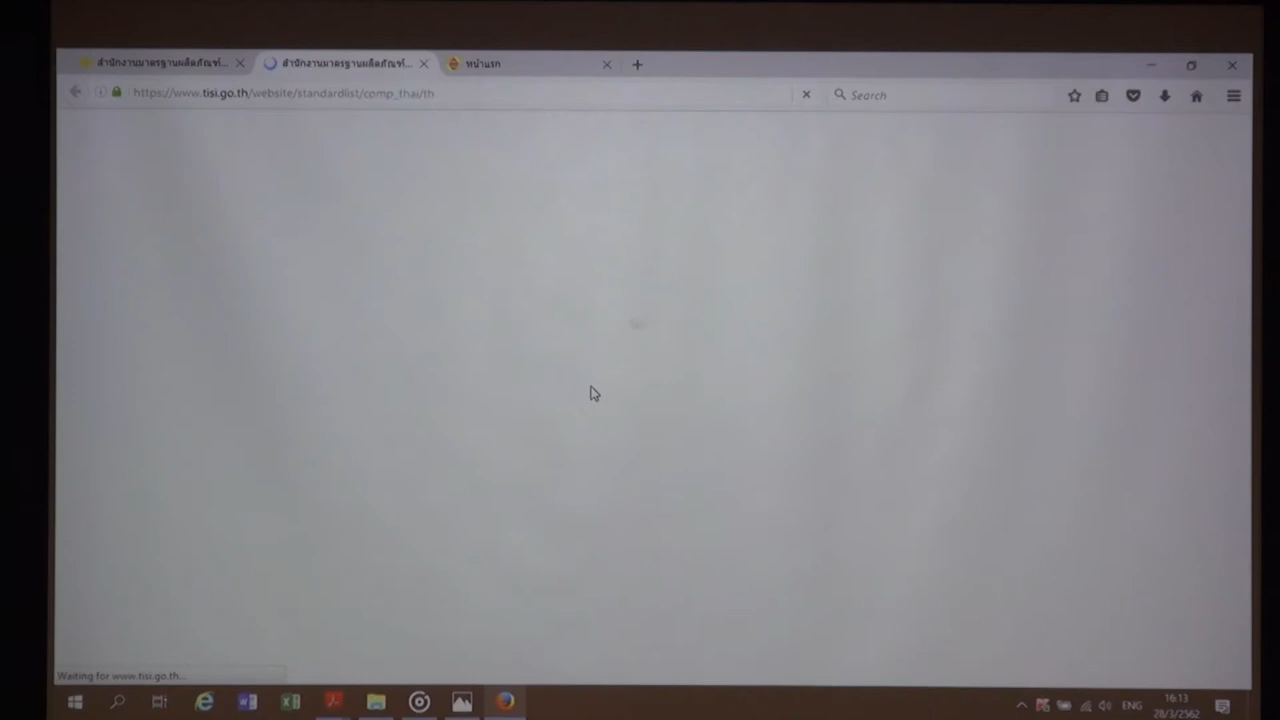 สำนักงานมาตรฐานผลิตภัณฑ์...
สำนักงานมาตรฐานผลิตภัณฑ์...
หน้าแรก
https://www.tisi.go.th/website/standardlist/comp_thai/th
Search
Waiting for www.tisi.go.th...
ENG
16:13
28/3/2562